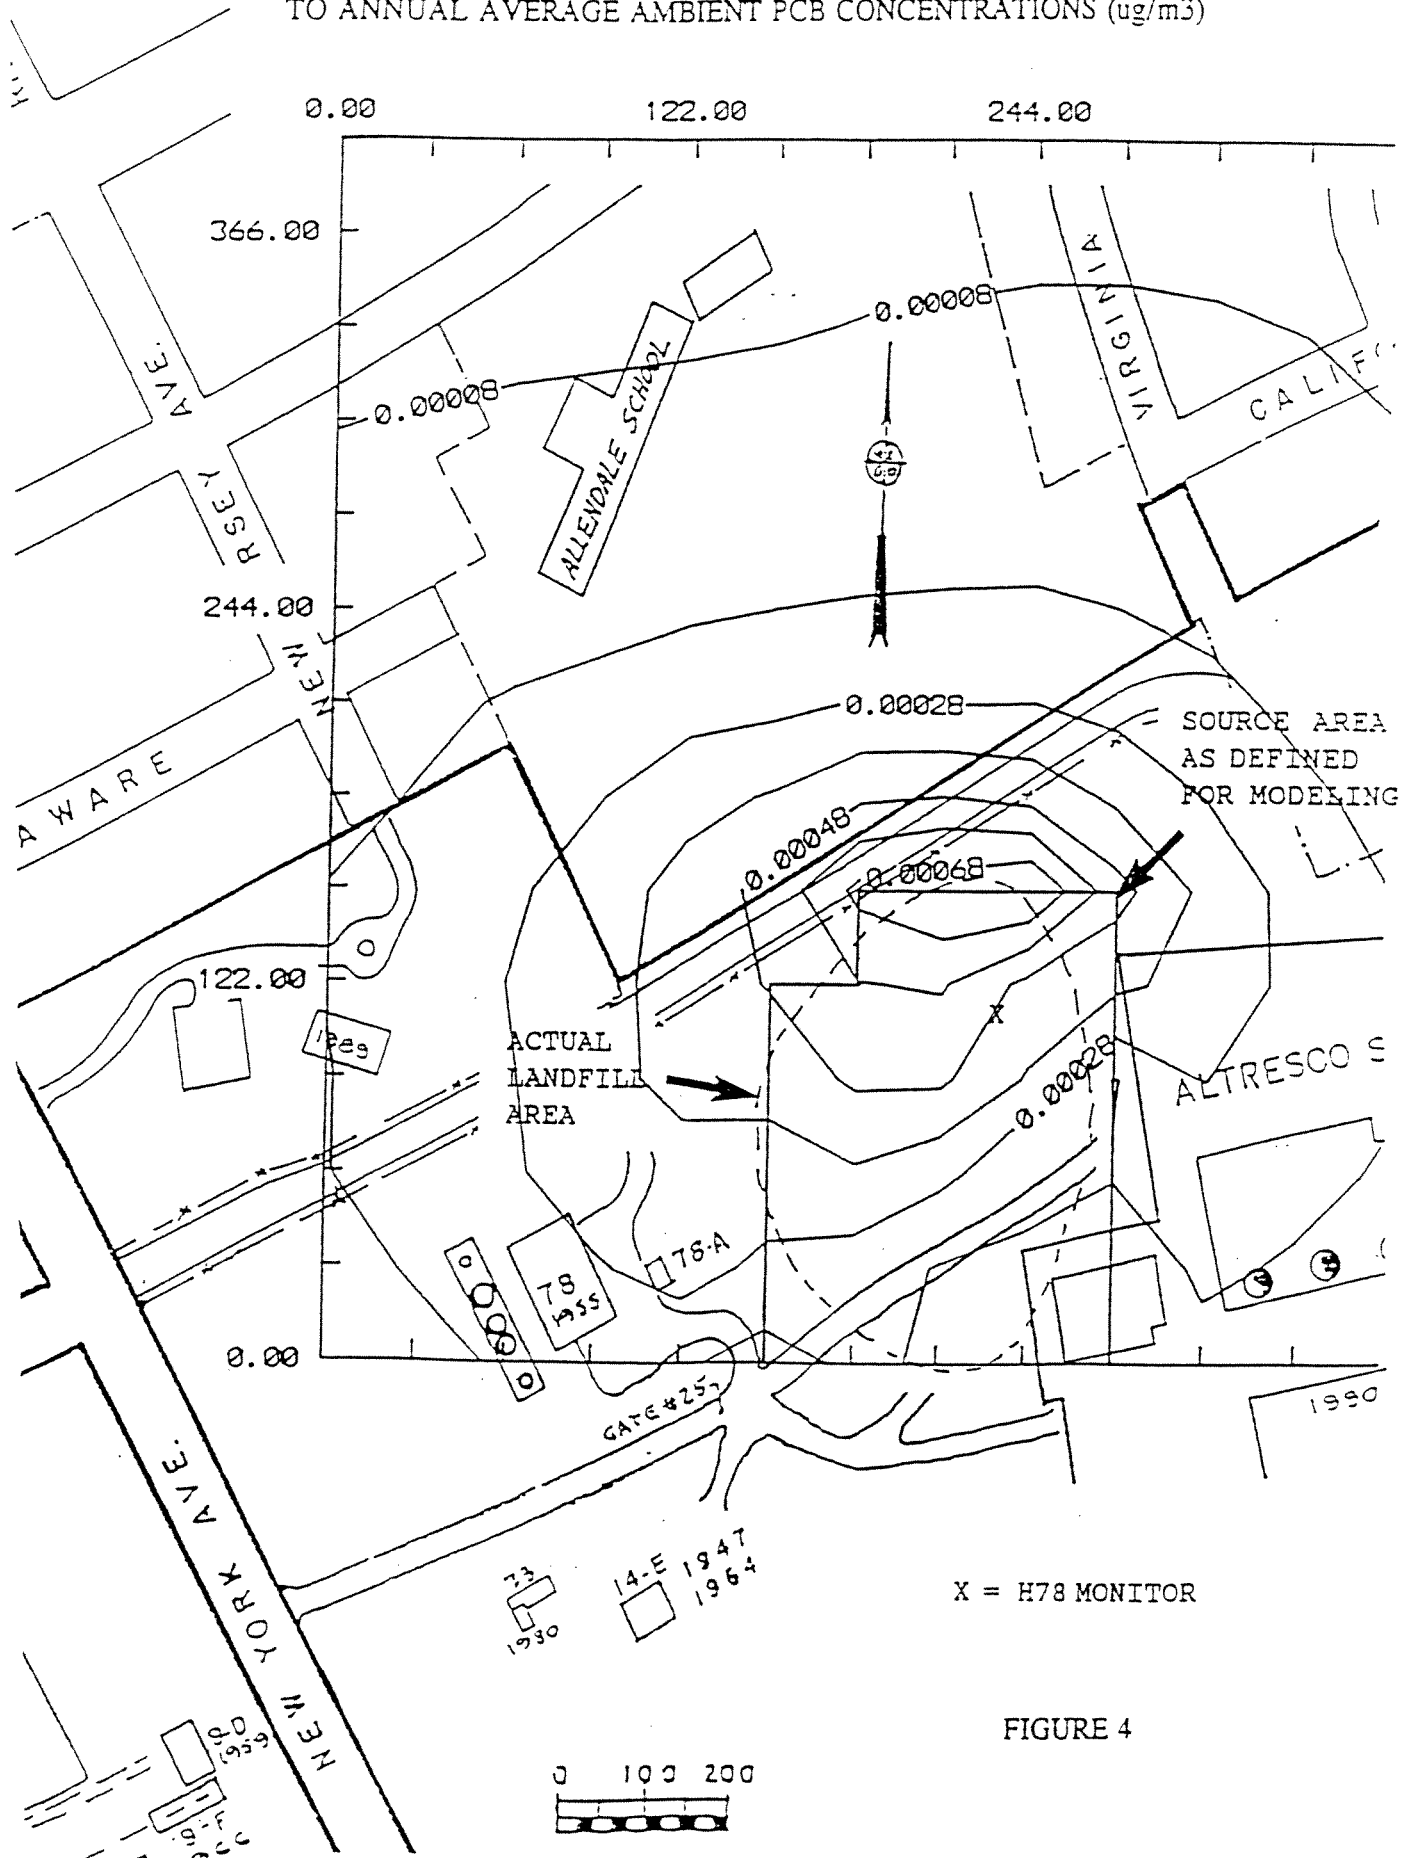 TO ANNUAL AVERAGE AMBIENT PCB CONCENTRATIONS (ug/m3)
0.00 122.00 244.00
366.00
VIRGINIA
0.00008
CALIF
AVE.
0.00008
ALLENDALE SCHOOL
RSEY
244.00
NEW
0.00028
SOURCE AREA
AS DEFINED
FOR MODELING
AWARE
0.00048
0.00068
122.00
1989
X
ACTUAL
LANDFILL
AREA
0.00028
ALTRESCO S
78-A
78
1955
0.00
GATE #25
1990
NEW YORK AVE.
14-E 1947
1964
X = H78 MONITOR
FIGURE 4
0 100 200